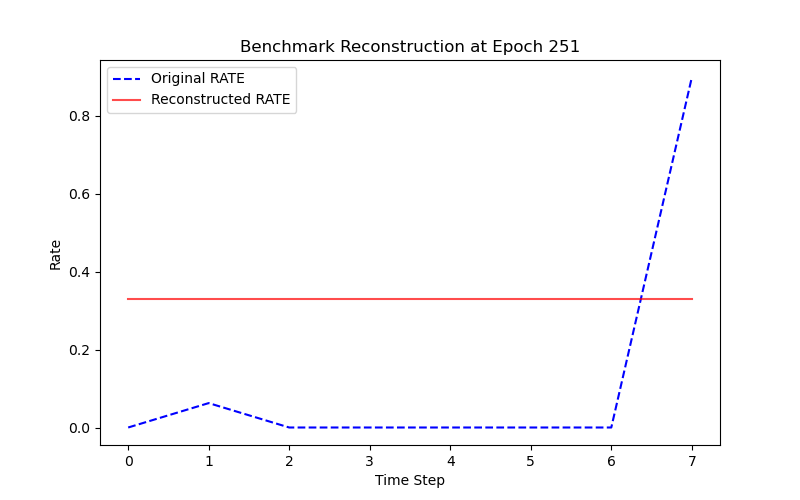 Benchmark Reconstruction at Epoch 251
Original RATE
Reconstructed RATE
0.8
0.6
0.4
0.2
0.0
Rate
0 1 2 3 4 5 6 7
Time Step